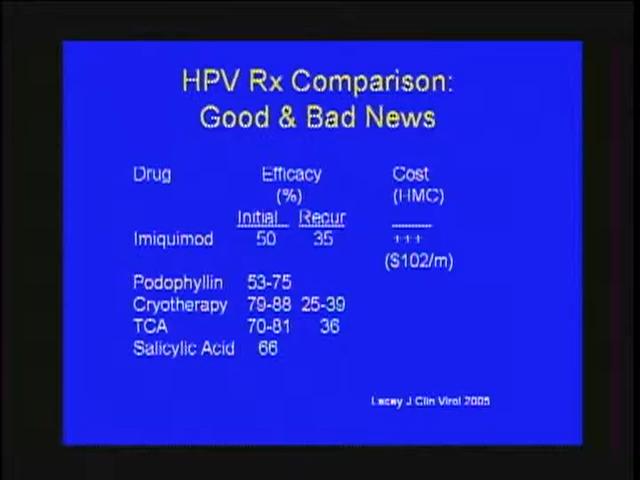 HPV Rx Comparison:
Good & Bad News
Drug Efficacy Cost
(%) (HMC)
Initial Recur
Imiquimod 50 35 +++
($102/m)
Podophyllin 53-75
Cryotherapy 79-88 25-39
TCA 70-81 36
Salicylic Acid 66
Lacey J Clin Virol 2005